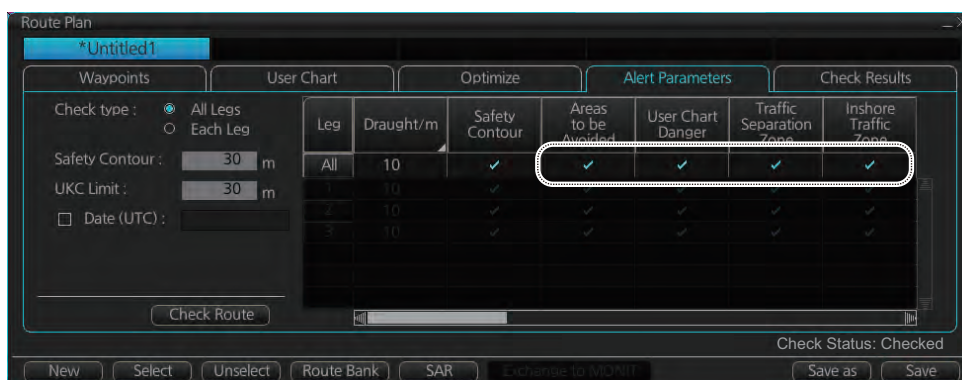 Route Plan
*Untitled1
Waypoints User Chart Optimize Alert Parameters Check Results
Check type : All Legs
Each Leg
Safety Contour : 30 m
UKC Limit : 30 m
Date (UTC) :
Check Route
Leg Draught/m Safety Contour Areas to be Avoided User Chart Danger Traffic Separation Zone Inshore Traffic Zone
All 10 ✓ ✓ ✓ ✓ ✓
1 10 ✓ ✓ ✓ ✓ ✓
2 10 ✓ ✓ ✓ ✓ ✓
3 10 ✓ ✓ ✓ ✓ ✓
Check Status: Checked
New Select Unselect Route Bank SAR Exchange to MONIT Save as Save